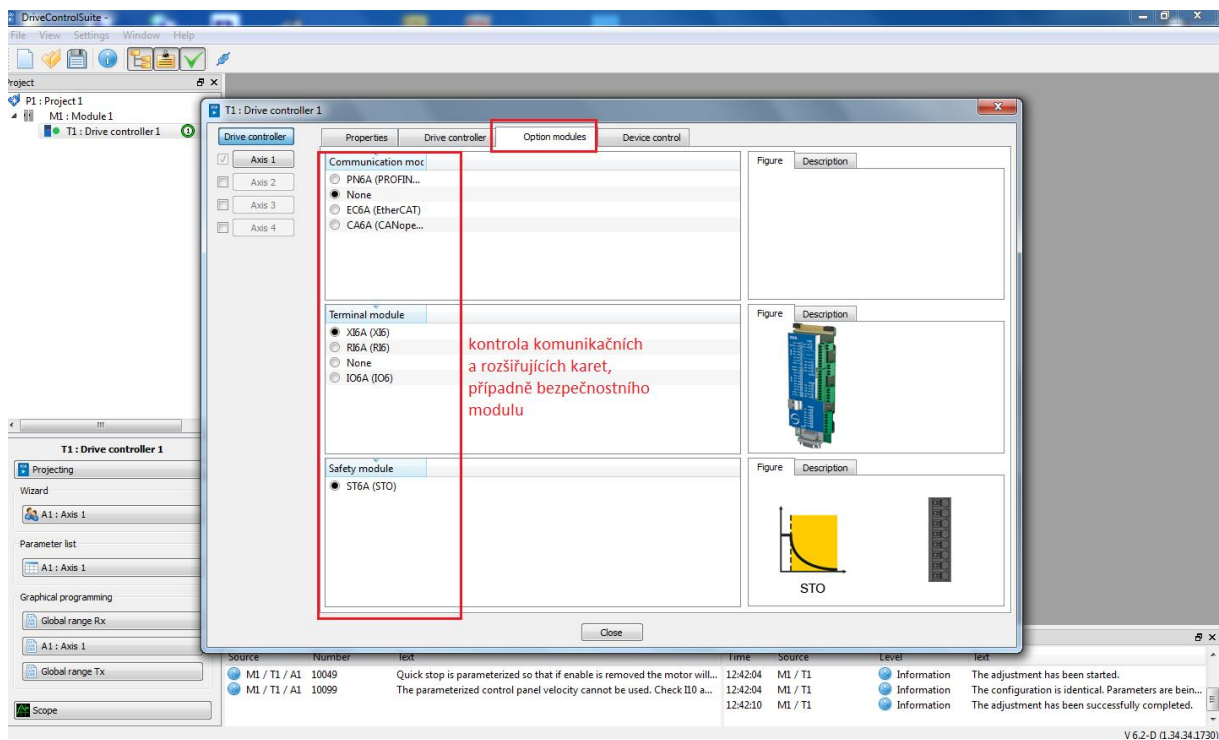 DriveControlSuite -
File View Settings Window Help
Project
P1 : Project 1
M1 : Module 1
T1 : Drive controller 1
T1 : Drive controller 1
Drive controller
Properties
Drive controller
Option modules
Device control
Axis 1
Axis 2
Axis 3
Axis 4
Communication moc
PN6A (PROFIN...
None
EC6A (EtherCAT)
CA6A (CANope...
Figure
Description
Terminal module
XI6A (XI6)
RI6A (RI6)
None
IO6A (IO6)
kontrola komunikačních
a rozšiřujících karet,
případně bezpečnostního
modulu
Figure
Description
Safety module
ST6A (STO)
Figure
Description
STO
Close
T1 : Drive controller 1
Projecting
Wizard
A1 : Axis 1
Parameter list
A1 : Axis 1
Graphical programming
Global range Rx
A1 : Axis 1
Global range Tx
Scope
Source Number Text
M1 / T1 / A1 10049 Quick stop is parameterized so that if enable is removed the motor will...
M1 / T1 / A1 10099 The parameterized control panel velocity cannot be used. Check I10 a...
Time Source Level Text
12:42:04 M1 / T1 Information The adjustment has been started.
12:42:04 M1 / T1 Information The configuration is identical. Parameters are bein...
12:42:10 M1 / T1 Information The adjustment has been successfully completed.
V 6.2-D (1.34.34.1730)